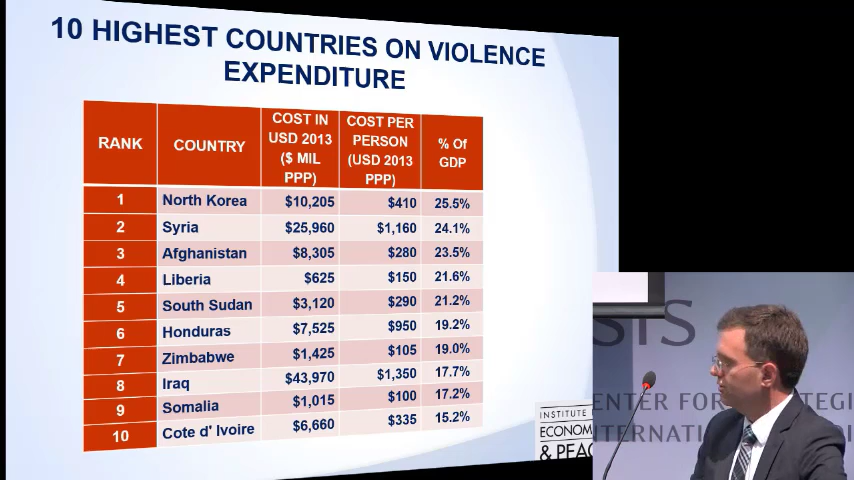 10 HIGHEST COUNTRIES ON VIOLENCE
EXPENDITURE
RANK COUNTRY COST IN USD 2013 ($ MIL PPP) COST PER PERSON (USD 2013 PPP) % Of GDP
1 North Korea $10,205 $410 25.5%
2 Syria $25,960 $1,160 24.1%
3 Afghanistan $8,305 $280 23.5%
4 Liberia $625 $150 21.6%
5 South Sudan $3,120 $290 21.2%
6 Honduras $7,525 $950 19.2%
7 Zimbabwe $1,425 $105 19.0%
8 Iraq $43,970 $1,350 17.7%
9 Somalia $1,015 $100 17.2%
10 Cote d' Ivoire $6,660 $335 15.2%
INSTITUTE
ECONOM
& PEAC
SIS
ENTER FOR
TEGI